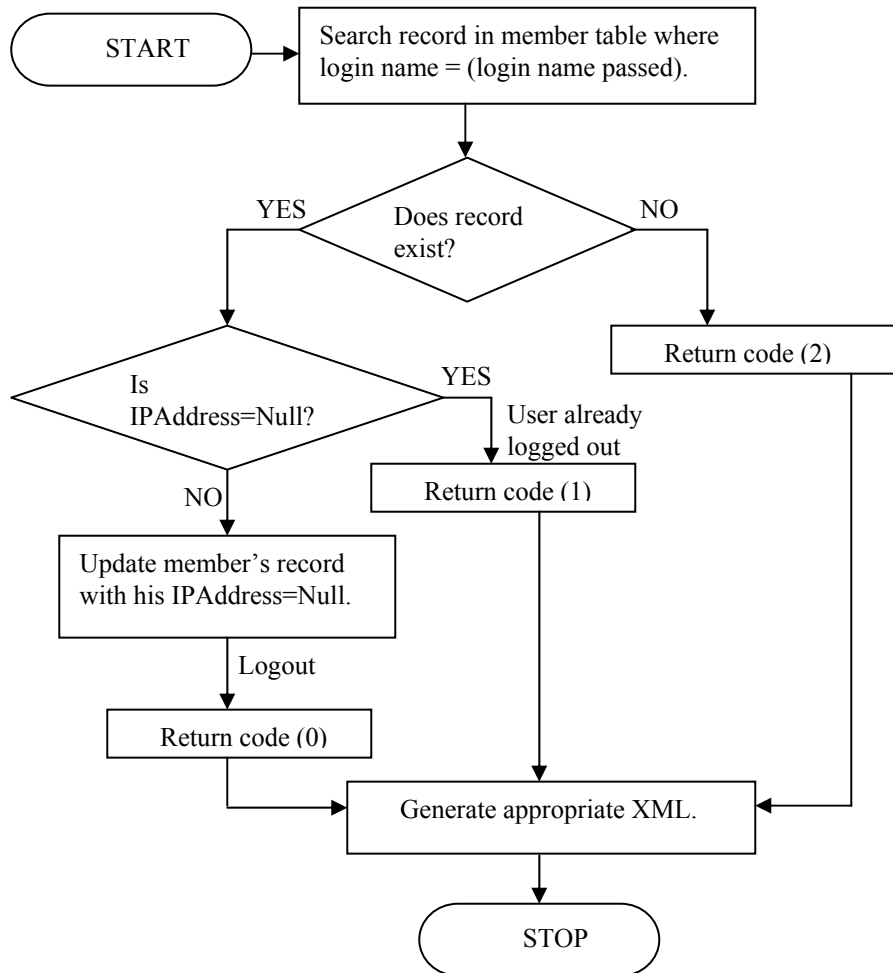 START
Search record in member table where
login name = (login name passed).
YES
Does record
exist?
NO
Return code (2)
Is
IPAddress=Null?
YES
User already
logged out
Return code (1)
NO
Update member’s record
with his IPAddress=Null.
Logout
Return code (0)
Generate appropriate XML.
STOP